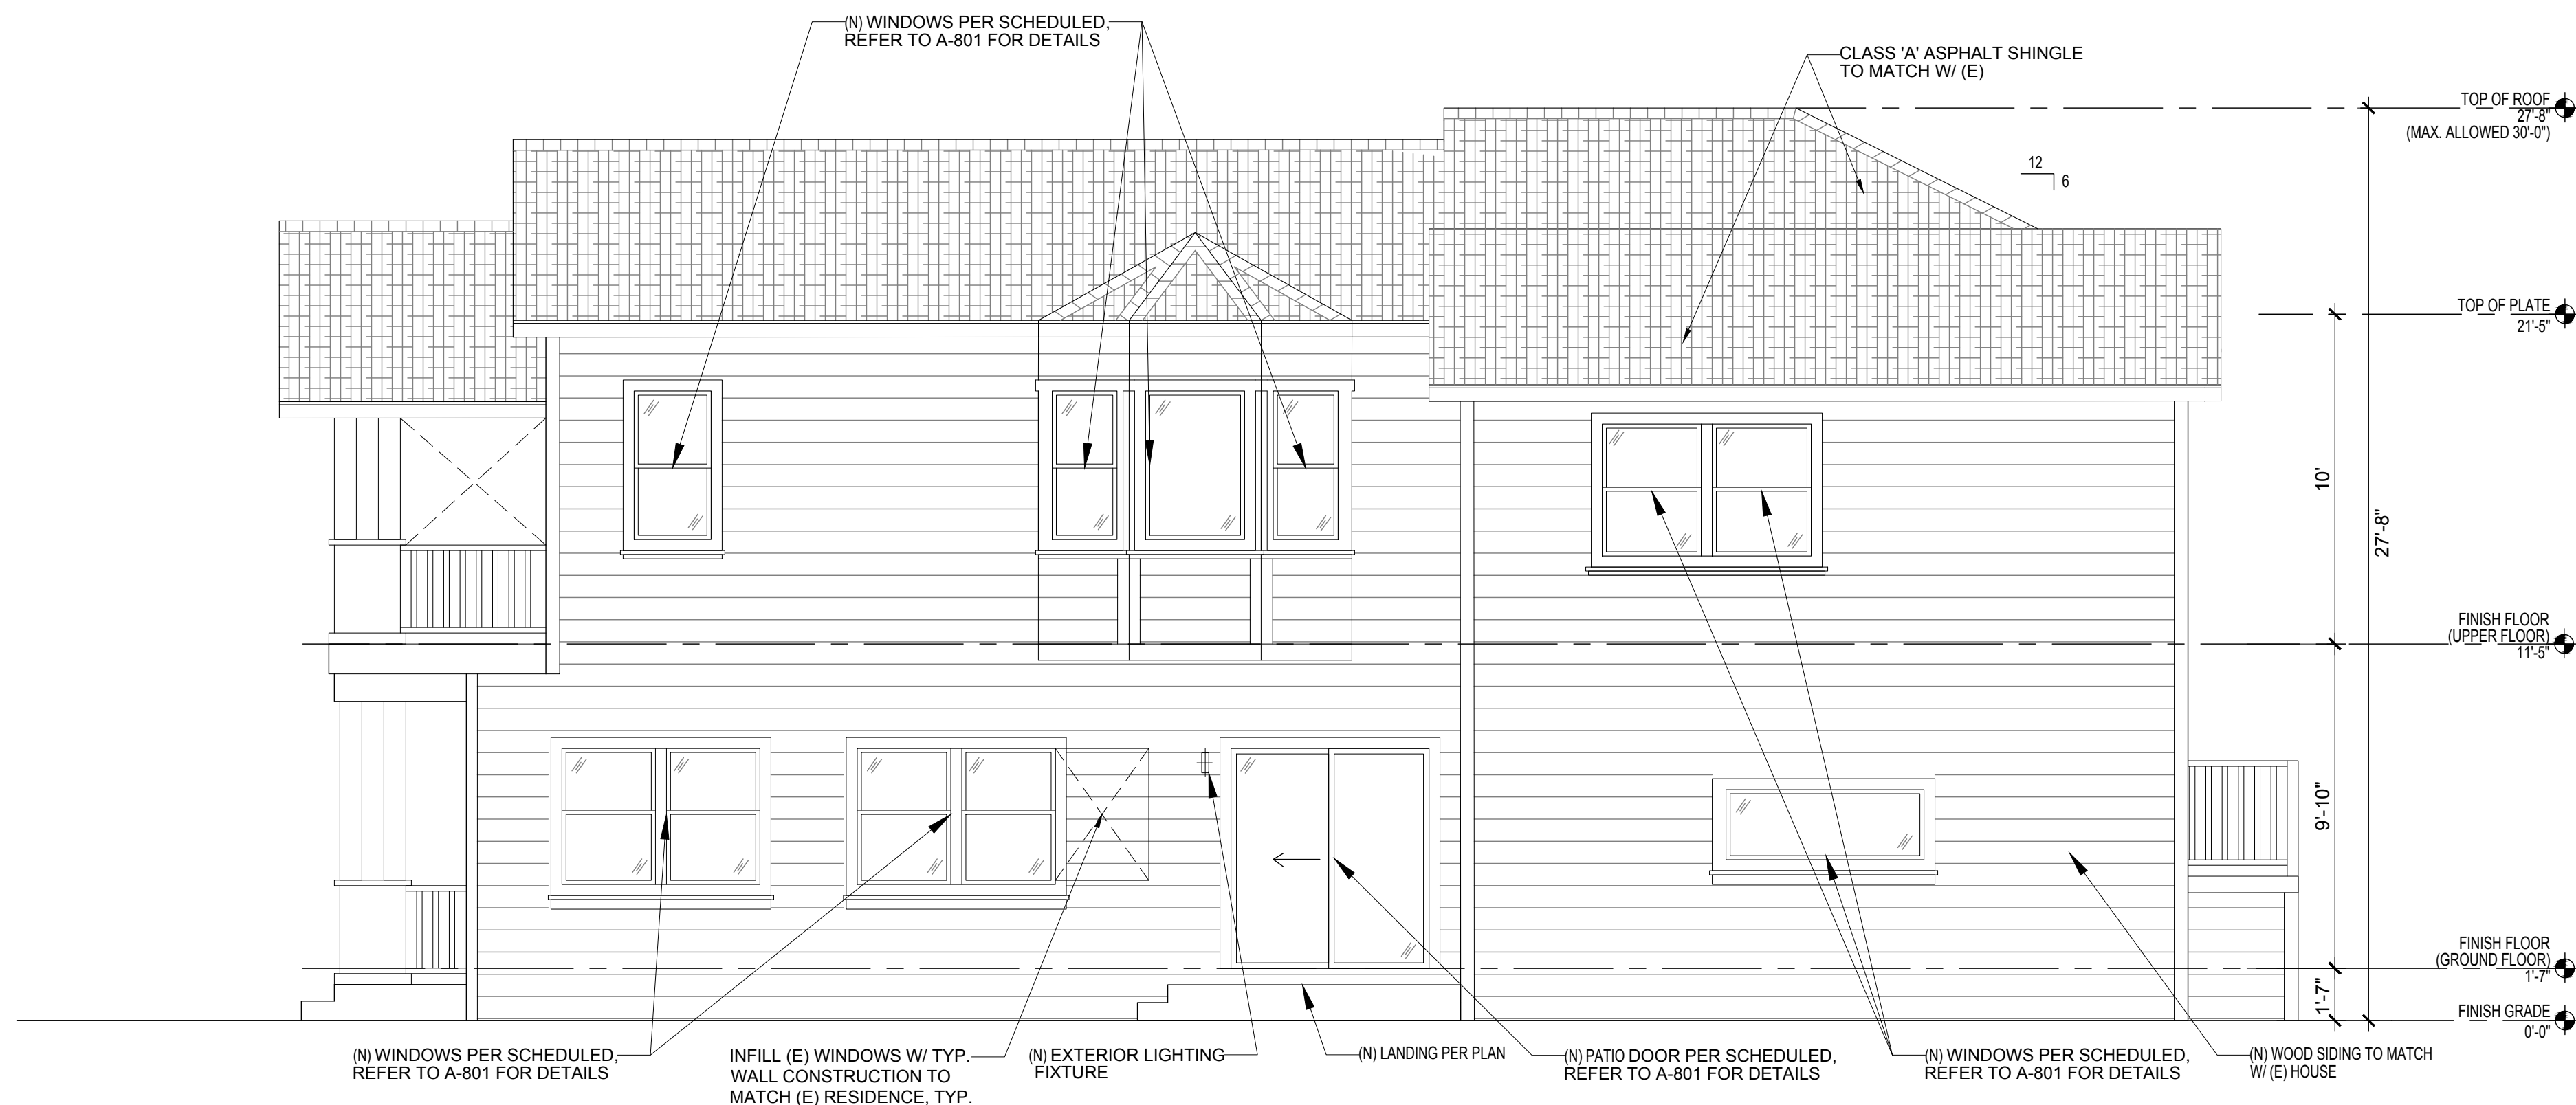 (N) WINDOWS PER SCHEDULED,
REFER TO A-801 FOR DETAILS
CLASS 'A' ASPHALT SHINGLE
TO MATCH W/ (E)
TOP OF ROOF
27'-8"
(MAX. ALLOWED 30'-0")
12
6
TOP OF PLATE
21'-5"
10'
27'-8"
FINISH FLOOR
(UPPER FLOOR)
11'-5"
9'-10"
FINISH FLOOR
(GROUND FLOOR)
1'-7"
1'-7"
FINISH GRADE
0'-0"
(N) WINDOWS PER SCHEDULED,
REFER TO A-801 FOR DETAILS
INFILL (E) WINDOWS W/ TYP.
WALL CONSTRUCTION TO
MATCH (E) RESIDENCE, TYP.
(N) EXTERIOR LIGHTING
FIXTURE
(N) LANDING PER PLAN
(N) PATIO DOOR PER SCHEDULED,
REFER TO A-801 FOR DETAILS
(N) WINDOWS PER SCHEDULED,
REFER TO A-801 FOR DETAILS
(N) WOOD SIDING TO MATCH
W/ (E) HOUSE